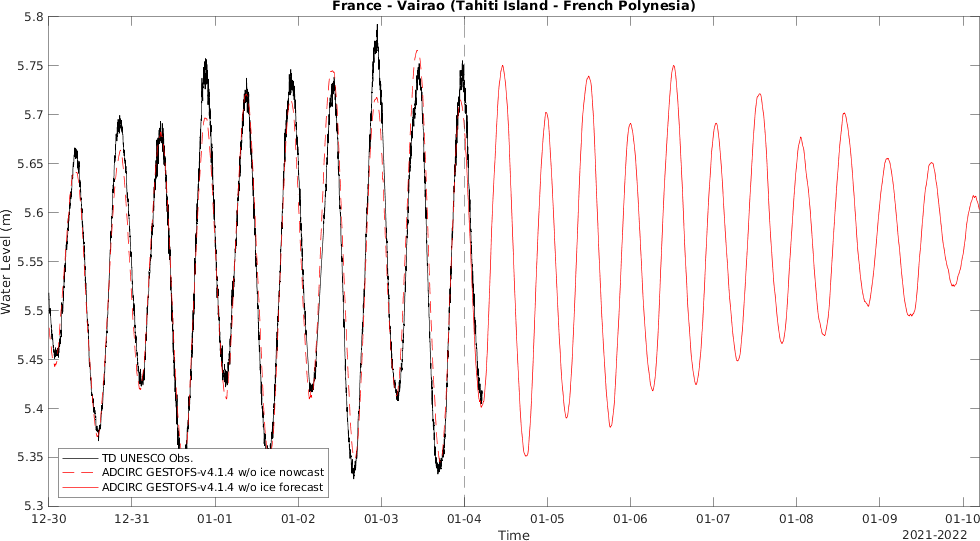 France - Vairao (Tahiti Island - French Polynesia)
5.8
5.75
5.7
5.65
5.6
5.55
5.5
5.45
5.4
5.35
5.3
Water Level (m)
TD UNESCO Obs.
ADCIRC GESTOFS-v4.1.4 w/o ice nowcast
ADCIRC GESTOFS-v4.1.4 w/o ice forecast
12-30 12-31 01-01 01-02 01-03 01-04 01-05 01-06 01-07 01-08 01-09 01-10
Time
2021-2022